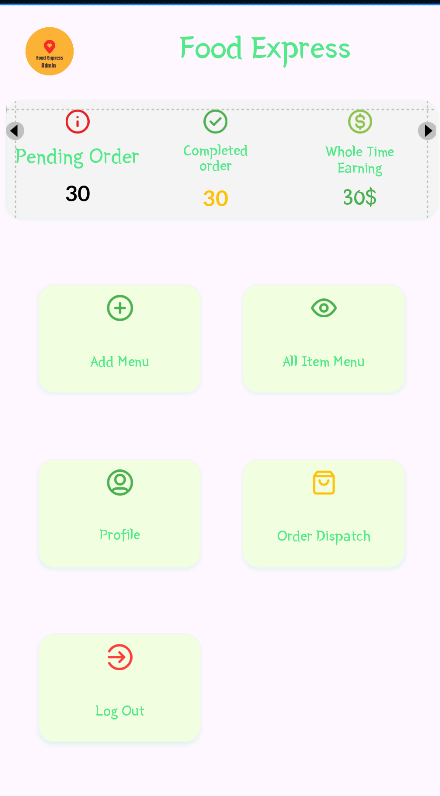 Food Express
Admin
Food Express
Pending Order
30
Completed
order
30
Whole Time
Earning
30$
Add Menu
All Item Menu
Profile
Order Dispatch
Log Out